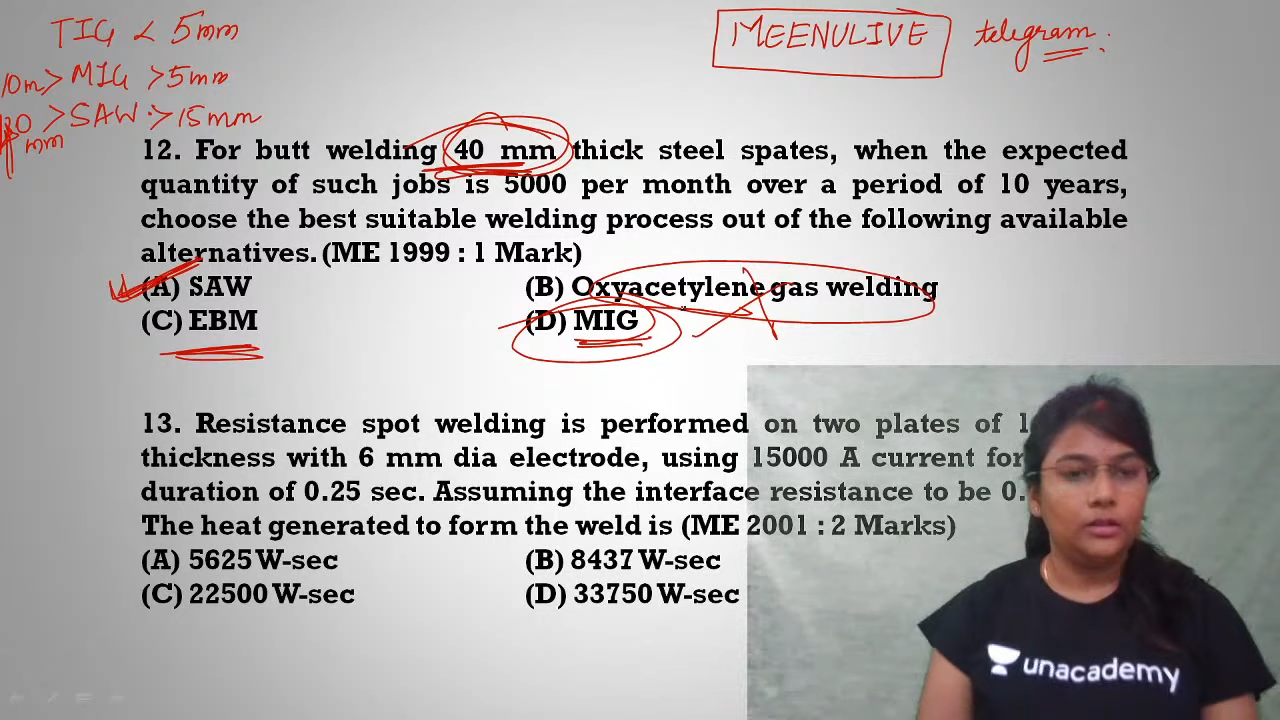 TIG < 5mm
MEENULIVE telegram.
10m > MIG > 5mm
> SAW > 15mm
mm
12. For butt welding 40 mm thick steel spates, when the expected
quantity of such jobs is 5000 per month over a period of 10 years,
choose the best suitable welding process out of the following available
alternatives. (ME 1999 : 1 Mark)
(A) SAW (B) Oxyacetylene gas welding
(C) EBM (D) MIG
13. Resistance spot welding is performed on two plates of
thickness with 6 mm dia electrode, using 15000 A current for
duration of 0.25 sec. Assuming the interface resistance to be 0.
The heat generated to form the weld is (ME 2001 : 2 Marks)
(A) 5625 W-sec (B) 8437 W-sec
(C) 22500 W-sec (D) 33750 W-sec
unacademy